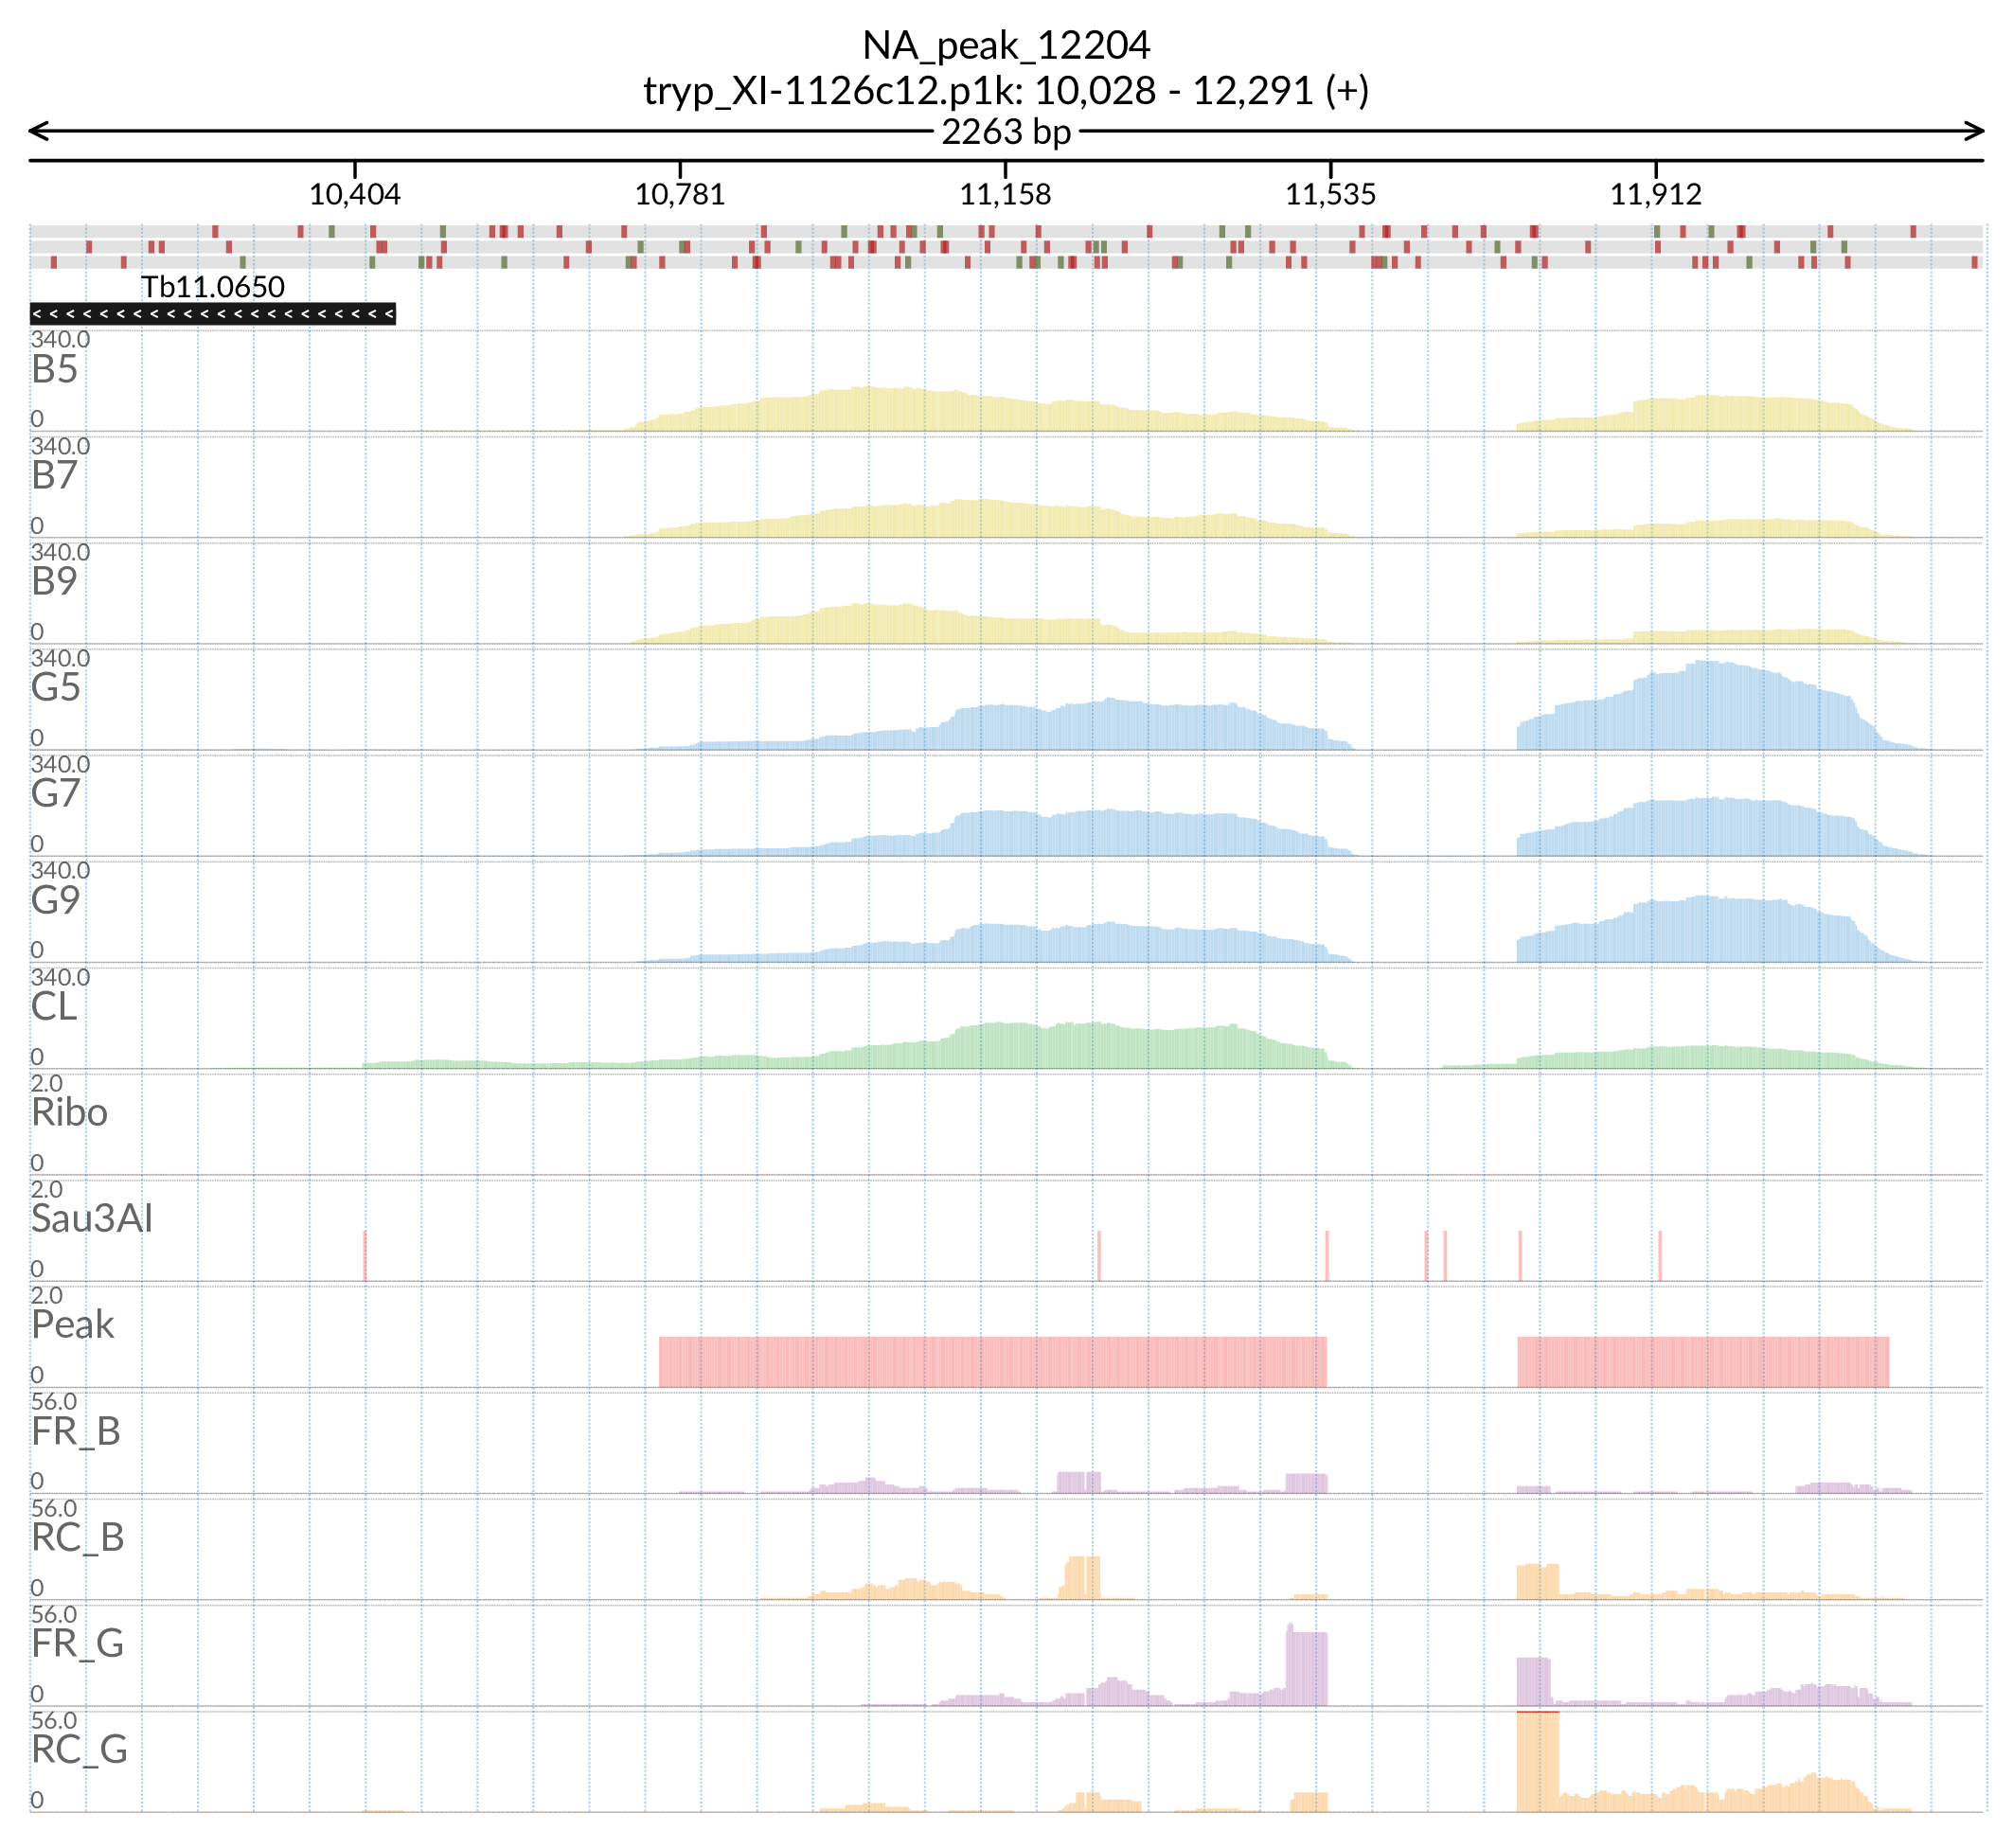 NA_peak_12204
tryp_XI-1126c12.p1k: 10,028 - 12,291 (+)
2263 bp
10,404 10,781 11,158 11,535 11,912
Tb11.0650
< < < < < < < < < < < < < < < < < < < < < <
340.0
B5
0
340.0
B7
0
340.0
B9
0
340.0
G5
0
340.0
G7
0
340.0
G9
0
340.0
CL
0
2.0
Ribo
0
2.0
Sau3AI
0
2.0
Peak
0
56.0
FR_B
0
56.0
RC_B
0
56.0
FR_G
0
56.0
RC_G
0